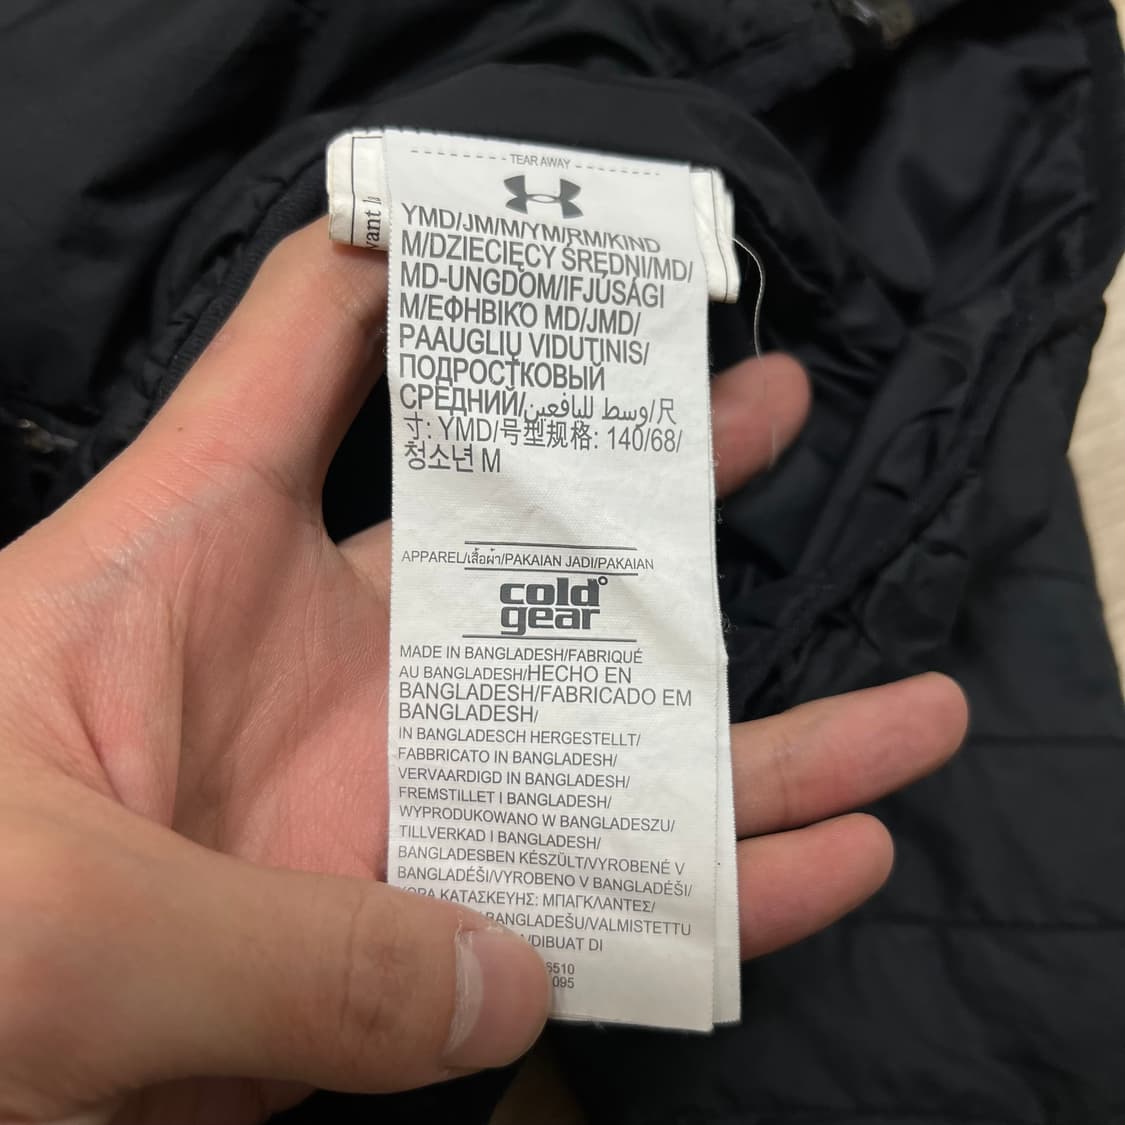 TEAR AWAY
YMD/JM/M/YM/RM/KIND
M/DZIECIĘCY ŚREDNI/MD/
MD-UNGDOM/IFJÚSÁGI
M/ΕΦΗΒΙΚΌ MD/JMD/
PAAUGLIŲ VIDUTINIS/
ПОДРОСТКОВЫЙ
СРЕДНИЙ/وسط لليافعين/尺
寸: YMD/号型规格: 140/68/
청소년 M
APPAREL/เสื้อผ้า/PAKAIAN JADI/PAKAIAN
cold°
gear
MADE IN BANGLADESH/FABRIQUÉ
AU BANGLADESH/HECHO EN
BANGLADESH/FABRICADO EM
BANGLADESH/
IN BANGLADESCH HERGESTELLT/
FABBRICATO IN BANGLADESH/
VERVAARDIGD IN BANGLADESH/
FREMSTILLET I BANGLADESH/
WYPRODUKOWANO W BANGLADESZU/
TILLVERKAD I BANGLADESH/
BANGLADESBEN KÉSZÜLT/VYROBENÉ V
BANGLADÉŠI/VYROBENO V BANGLADÉŠI/
ΚΑΤΑΣΚΕΥΗΣ: ΜΠΑΓΚΛΑΝΤΕΣ/
BANGLADEŠU/VALMISTETTU
/DIBUAT DI
6510
095